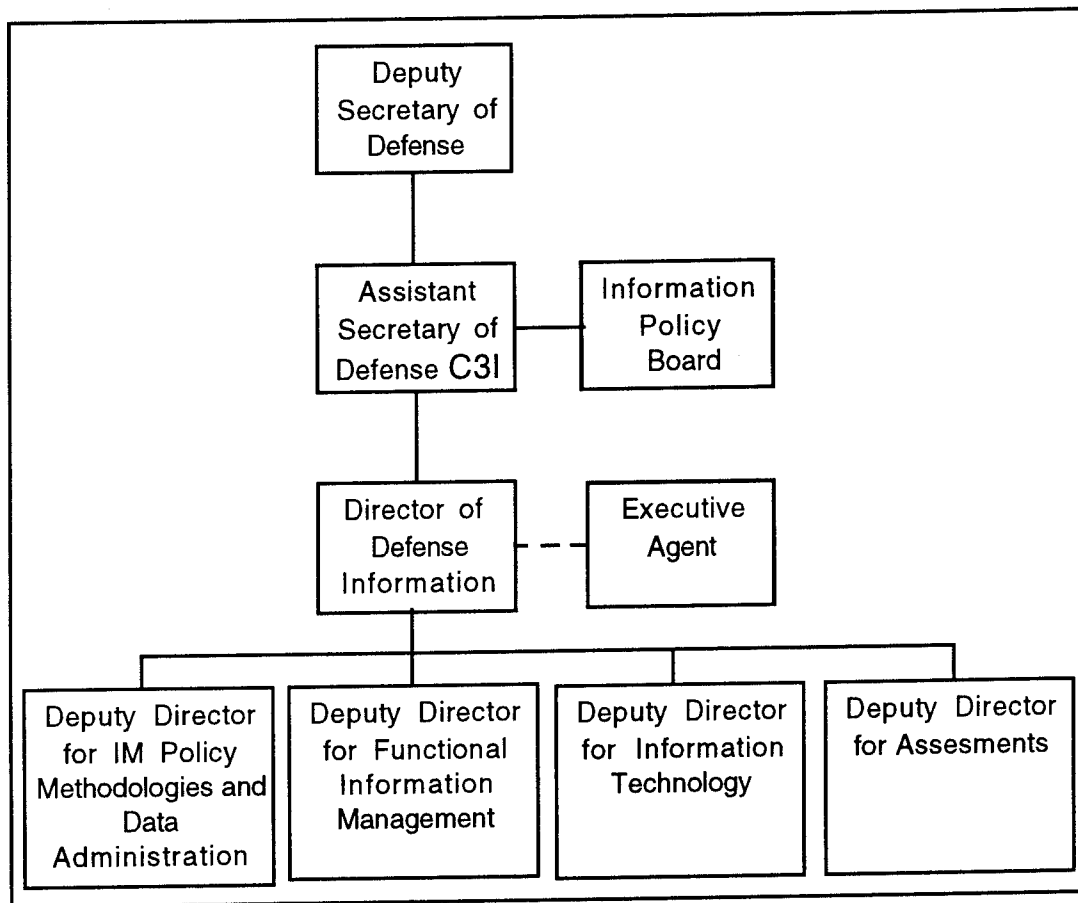 Deputy
Secretary of
Defense
Assistant
Secretary of
Defense C3I
Information
Policy
Board
Director of
Defense
Information
Executive
Agent
Deputy Director
for IM Policy
Methodologies and
Data
Administration
Deputy Director
for Functional
Information
Management
Deputy Director
for Information
Technology
Deputy Director
for Assesments